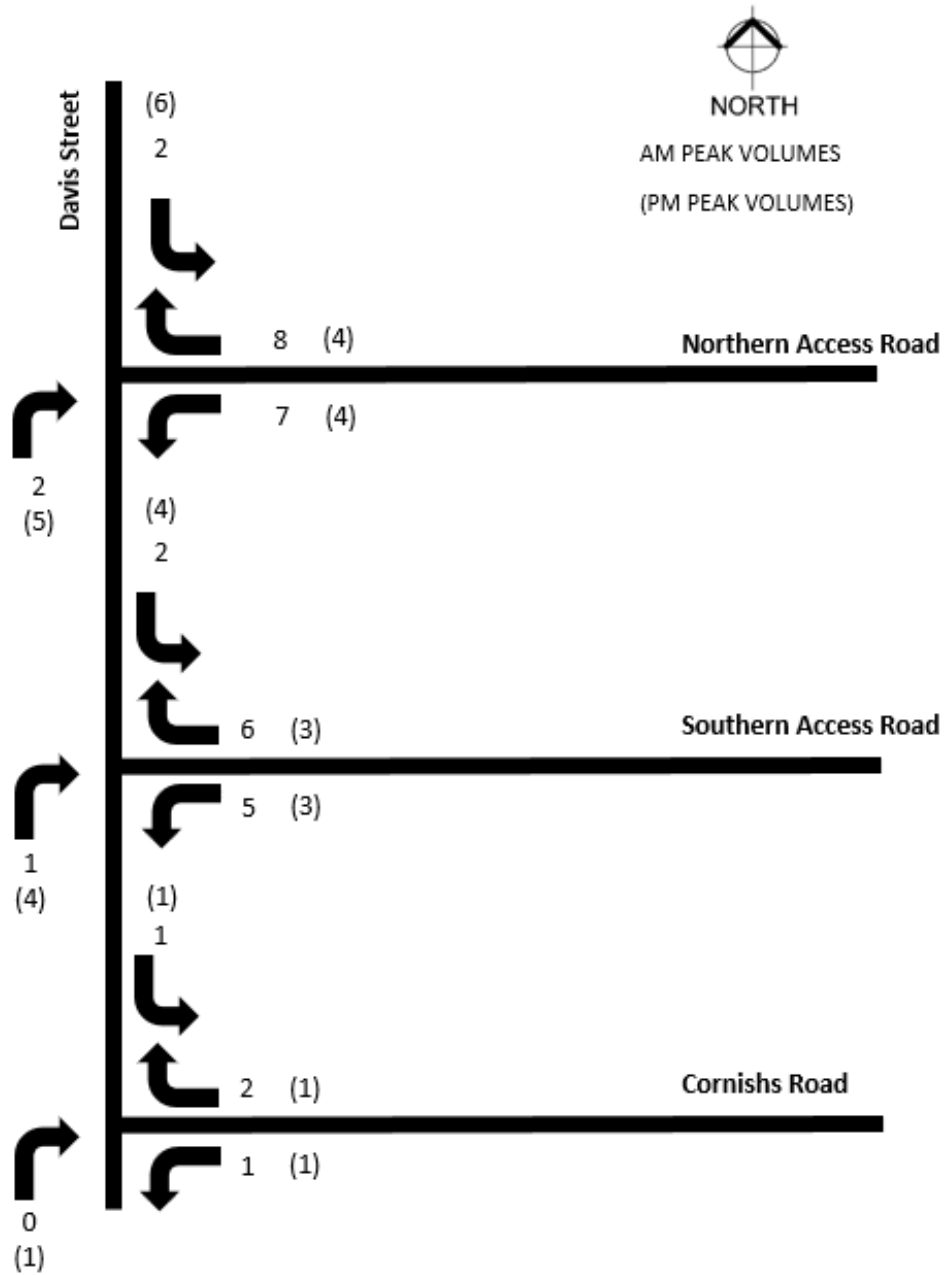 NORTH
AM PEAK VOLUMES
(PM PEAK VOLUMES)
Davis Street
(6)
2
8 (4)
Northern Access Road
7 (4)
2
(5)
(4)
2
6 (3)
Southern Access Road
5 (3)
1
(4)
(1)
1
2 (1)
Cornishs Road
1 (1)
0
(1)